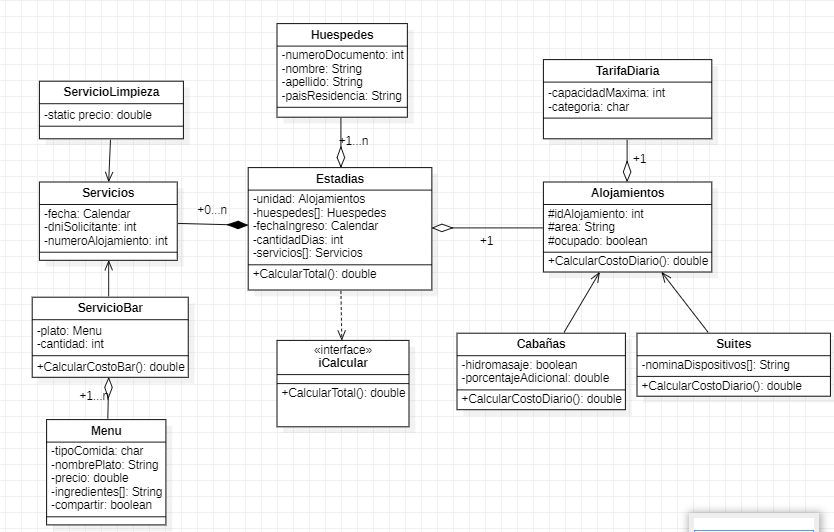 Huespedes
-numeroDocumento: int
-nombre: String
-apellido: String
-paisResidencia: String
TarifaDiaria
-capacidadMaxima: int
-categoria: char
ServicioLimpieza
-static precio: double
+1...n
+1
Servicios
-fecha: Calendar
-dniSolicitante: int
-numeroAlojamiento: int
+0...n
Estadias
-unidad: Alojamientos
-huespedes[]: Huespedes
-fechaIngreso: Calendar
-cantidadDias: int
-servicios[]: Servicios
+CalcularTotal(): double
+1
Alojamientos
#idAlojamiento: int
#area: String
#ocupado: boolean
+CalcularCostoDiario(): double
ServicioBar
-plato: Menu
-cantidad: int
+CalcularCostoBar(): double
«interface»
iCalcular
+CalcularTotal(): double
Cabañas
-hidromasaje: boolean
-porcentajeAdicional: double
+CalcularCostoDiario(): double
Suites
-nominaDispositivos[]: String
+CalcularCostoDiario(): double
+1...n
Menu
-tipoComida: char
-nombrePlato: String
-precio: double
-ingredientes[]: String
-compartir: boolean